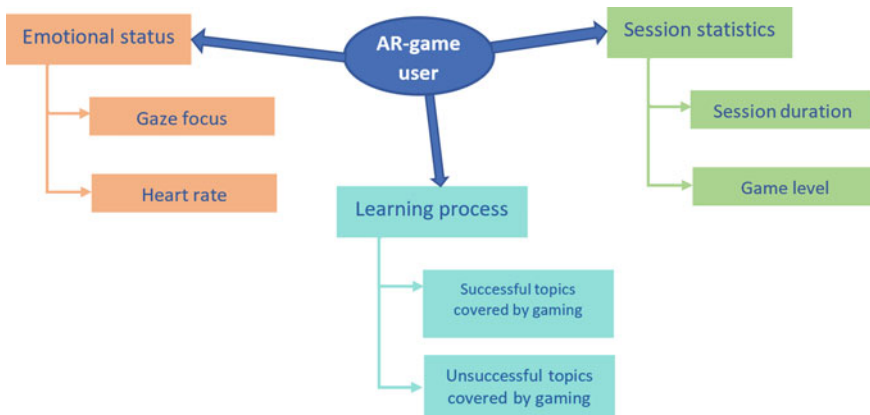 Emotional status
Gaze focus
Heart rate
AR-game
user
Learning process
Successful topics
covered by gaming
Unsuccessful topics
covered by gaming
Session statistics
Session duration
Game level